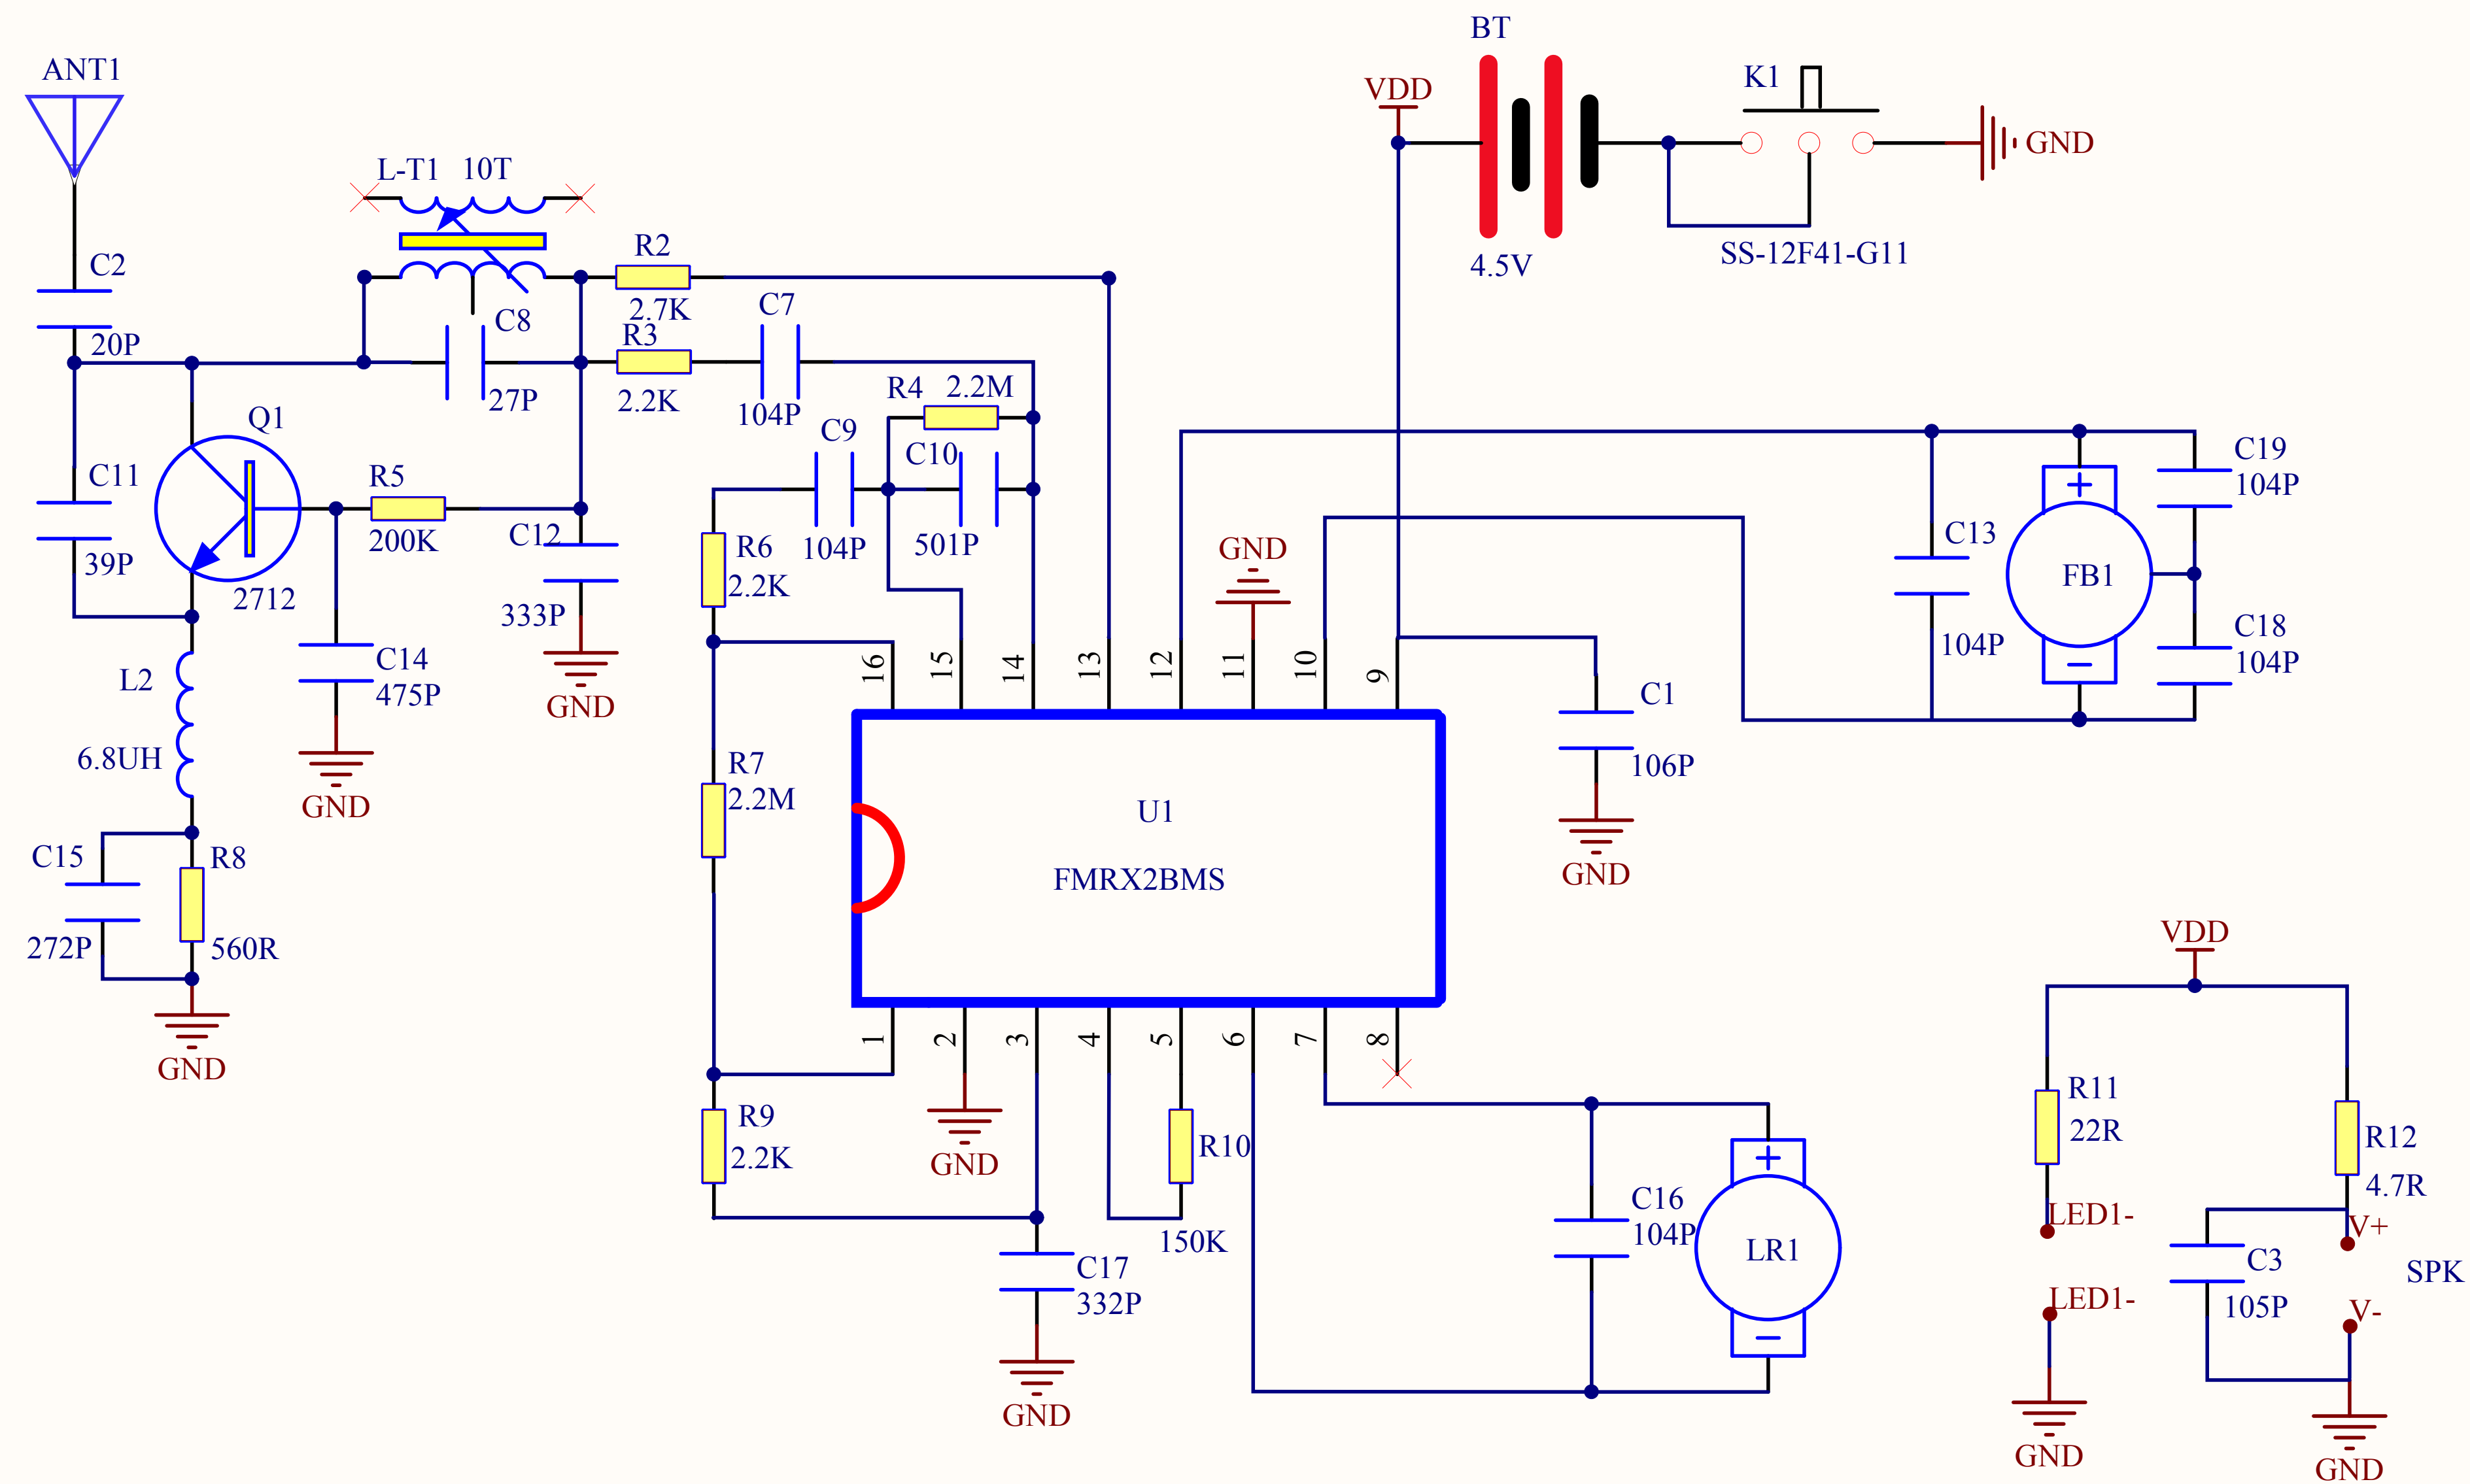 BT
ANT1
VDD
K1
GND
L-T1 10T
SS-12F41-G11
4.5V
C2
20P
R2
2.7K
C8
27P
R3
2.2K
C7
104P
R4 2.2M
C9
104P
C10
501P
Q1
2712
C11
39P
R5
200K
C12
333P
GND
R6
2.2K
GND
C13
104P
FB1
+
-
C19
104P
C18
104P
L2
6.8UH
C14
475P
GND
16
15
14
13
12
11
10
9
C1
106P
GND
R7
2.2M
U1
FMRX2BMS
C15
272P
R8
560R
GND
1
2
3
4
5
6
7
8
R9
2.2K
GND
R10
150K
C17
332P
GND
C16
104P
LR1
+
-
VDD
R11
22R
R12
4.7R
LED1-
LED1-
GND
C3
105P
V+
SPK
V-
GND